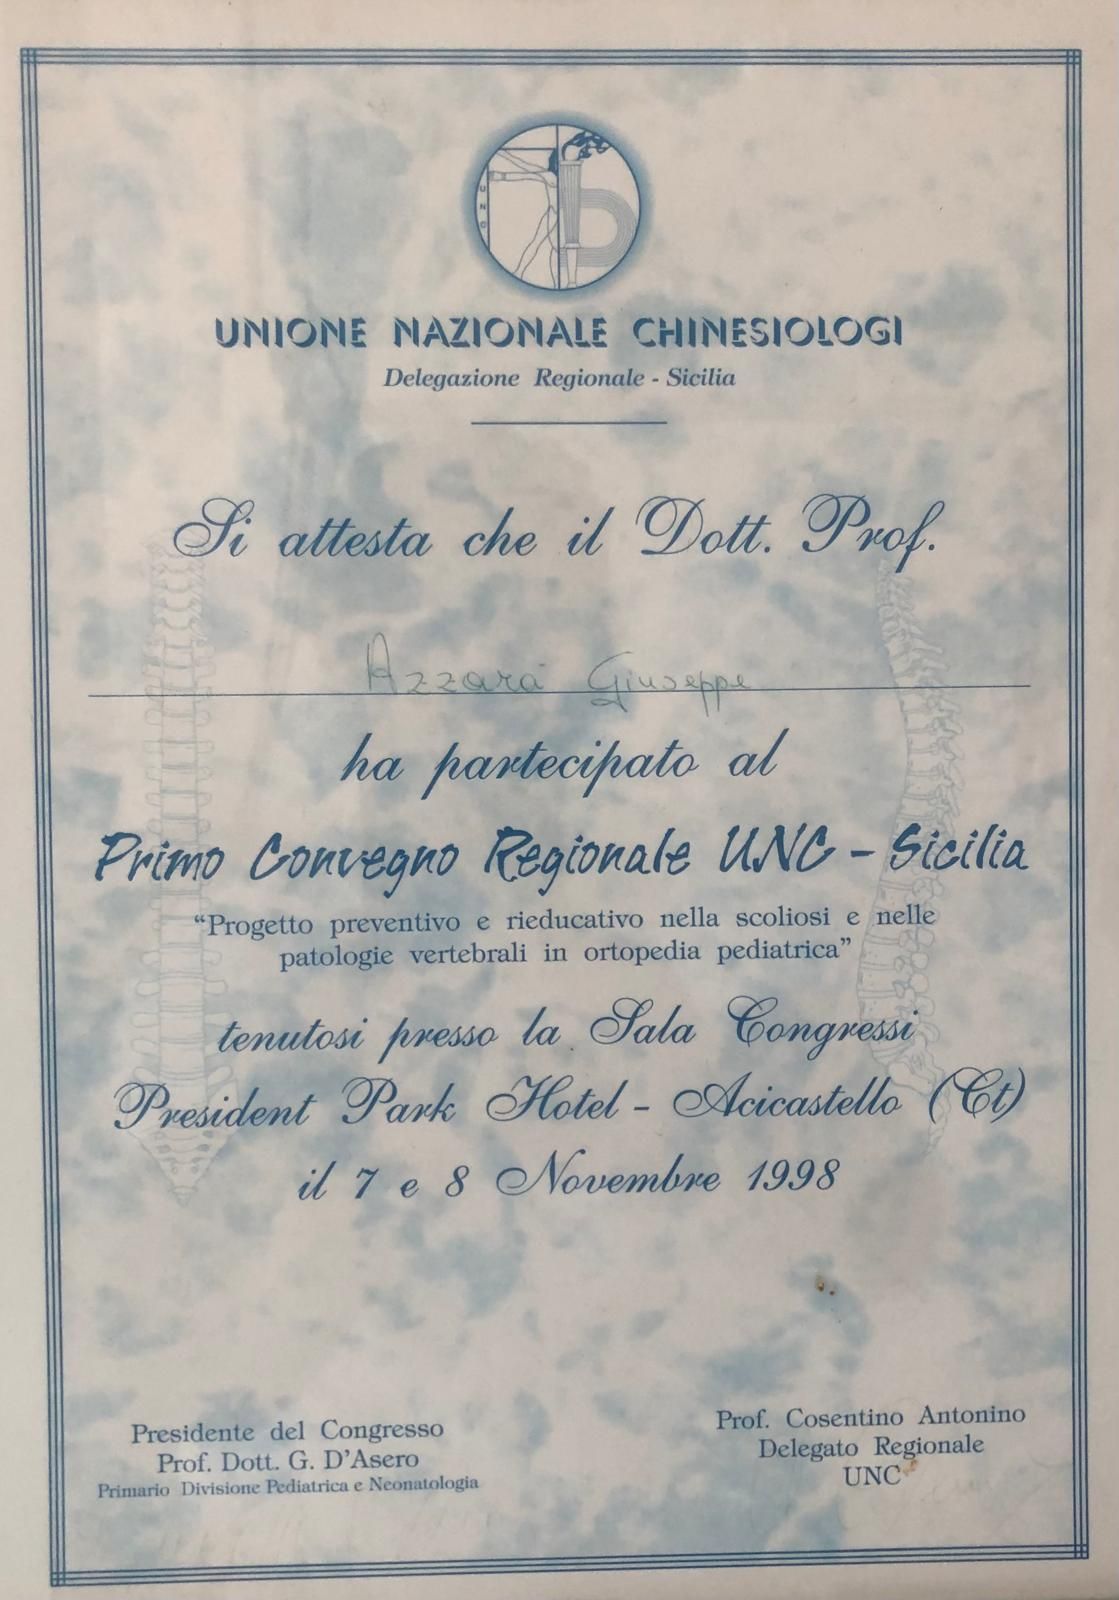 UNC
UNIONE NAZIONALE CHINESIOLOGI
Delegazione Regionale - Sicilia
Si attesta che il Dott. Prof.
Azzarà Giuseppe
ha partecipato al
Primo Convegno Regionale UNC - Sicilia
“Progetto preventivo e rieducativo nella scoliosi e nelle
patologie vertebrali in ortopedia pediatrica”
tenutosi presso la Sala Congressi
President Park Hotel - Acicastello (Ct)
il 7 e 8 Novembre 1998
Presidente del Congresso
Prof. Dott. G. D'Asero
Primario Divisione Pediatrica e Neonatologia
Prof. Cosentino Antonino
Delegato Regionale
UNC